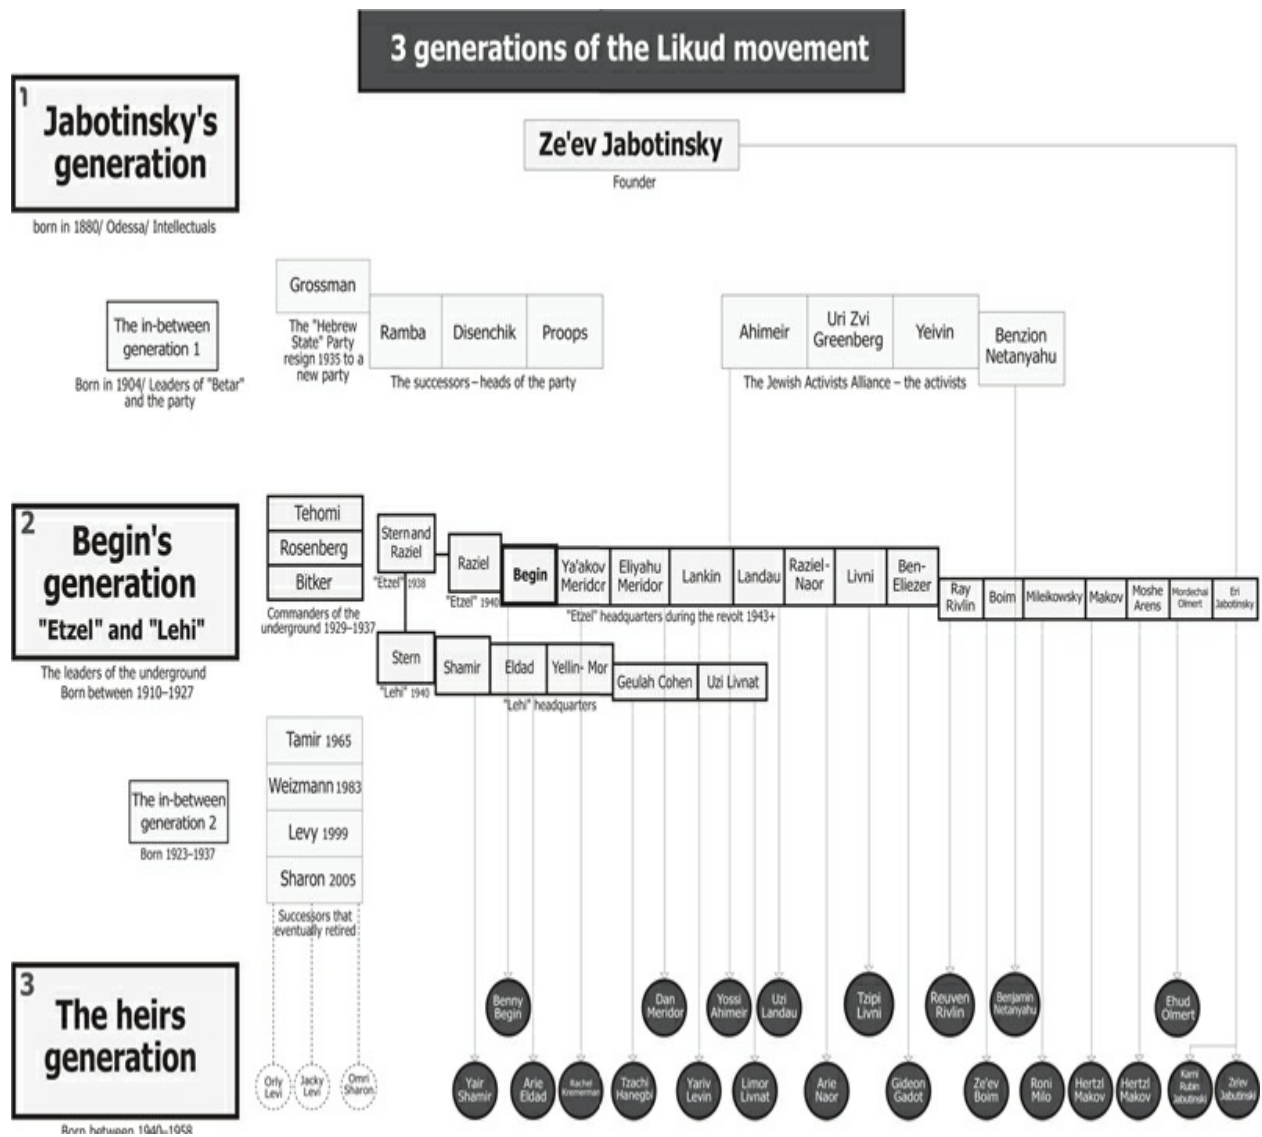 3 generations of the Likud movement
1
Jabotinsky's
generation
born in 1880/ Odessa/ Intellectuals
Ze'ev Jabotinsky
Founder
The in-between
generation 1
Born in 1904/ Leaders of "Betar"
and the party
Grossman
The "Hebrew
State" Party
resign 1935 to a
new party
Ramba
Disenchik
Proops
The successors – heads of the party
Ahimeir
Uri Zvi
Greenberg
Yeivin
Benzion
Netanyahu
The Jewish Activists Alliance – the activists
2
Begin's
generation
"Etzel" and "Lehi"
The leaders of the underground
Born between 1910–1927
Tehomi
Rosenberg
Bitker
Commanders of the
underground 1929–1937
Stern and
Raziel
"Etzel" 1938
Raziel
"Etzel" 1940
Begin
Ya'akov
Meridor
Eliyahu
Meridor
Lankin
Landau
Raziel-
Naor
Livni
Ben-
Eliezer
"Etzel" headquarters during the revolt 1943+
Ray
Rivlin
Boim
Mileikowsky
Makov
Moshe
Arens
Mordechai
Olmert
Eri
Jabotinsky
Stern
"Lehi" 1940
Shamir
Eldad
Yellin- Mor
Geulah Cohen
Uzi Livnat
"Lehi" headquarters
The in-between
generation 2
Born 1923–1937
Tamir 1965
Weizmann 1983
Levy 1999
Sharon 2005
Successors that
eventually retired
3
The heirs
generation
Born between 1940–1958
Benny
Begin
Dan
Meridor
Yossi
Ahimeir
Uzi
Landau
Tzipi
Livni
Reuven
Rivlin
Benjamin
Netanyahu
Ehud
Olmert
Orly
Levi
Jacky
Levi
Omri
Sharon
Yair
Shamir
Arie
Eldad
Rachel
Kremerman
Tzachi
Hanegbi
Yariv
Levin
Limor
Livnat
Arie
Naor
Gideon
Gadot
Ze'ev
Boim
Roni
Milo
Hertzl
Makov
Hertzl
Makov
Karni
Rubin
Jabutinski
Ze'ev
Jabutinski